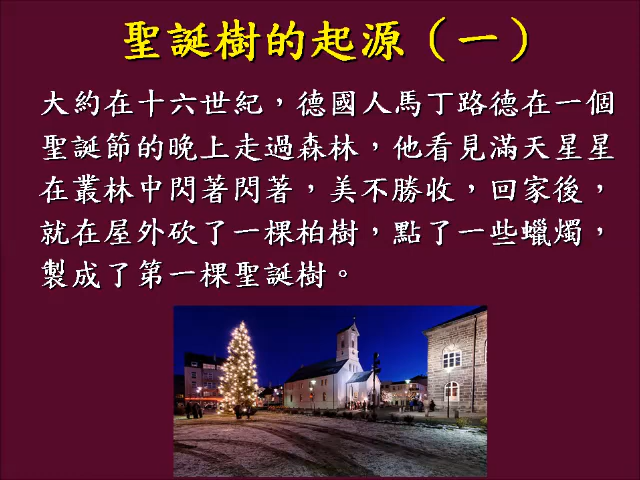 聖誕樹的起源（一）
大約在十六世紀，德國人馬丁路德在一個
聖誕節的晚上走過森林，他看見滿天星星
在叢林中閃著閃著，美不勝收，回家後，
就在屋外砍了一棵柏樹，點了一些蠟燭，
製成了第一棵聖誕樹。